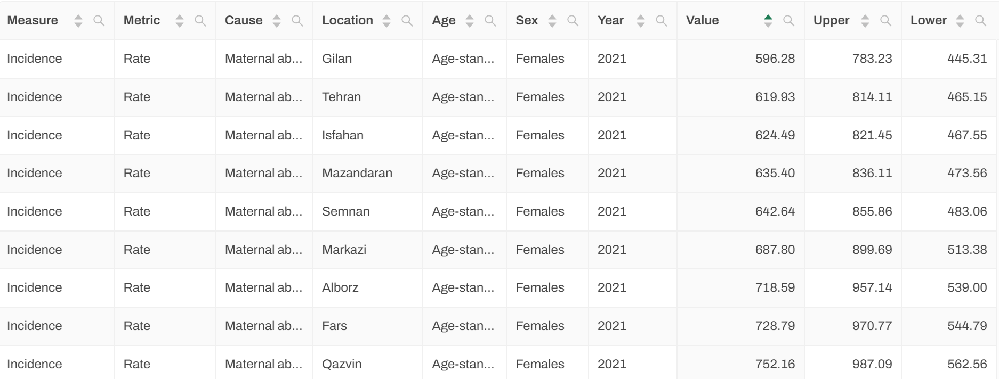 Measure Metric Cause Location Age Sex Year Value Upper Lower
Incidence Rate Maternal ab... Gilan Age-stan... Females 2021 596.28 783.23 445.31
Incidence Rate Maternal ab... Tehran Age-stan... Females 2021 619.93 814.11 465.15
Incidence Rate Maternal ab... Isfahan Age-stan... Females 2021 624.49 821.45 467.55
Incidence Rate Maternal ab... Mazandaran Age-stan... Females 2021 635.40 836.11 473.56
Incidence Rate Maternal ab... Semnan Age-stan... Females 2021 642.64 855.86 483.06
Incidence Rate Maternal ab... Markazi Age-stan... Females 2021 687.80 899.69 513.38
Incidence Rate Maternal ab... Alborz Age-stan... Females 2021 718.59 957.14 539.00
Incidence Rate Maternal ab... Fars Age-stan... Females 2021 728.79 970.77 544.79
Incidence Rate Maternal ab... Qazvin Age-stan... Females 2021 752.16 987.09 562.56